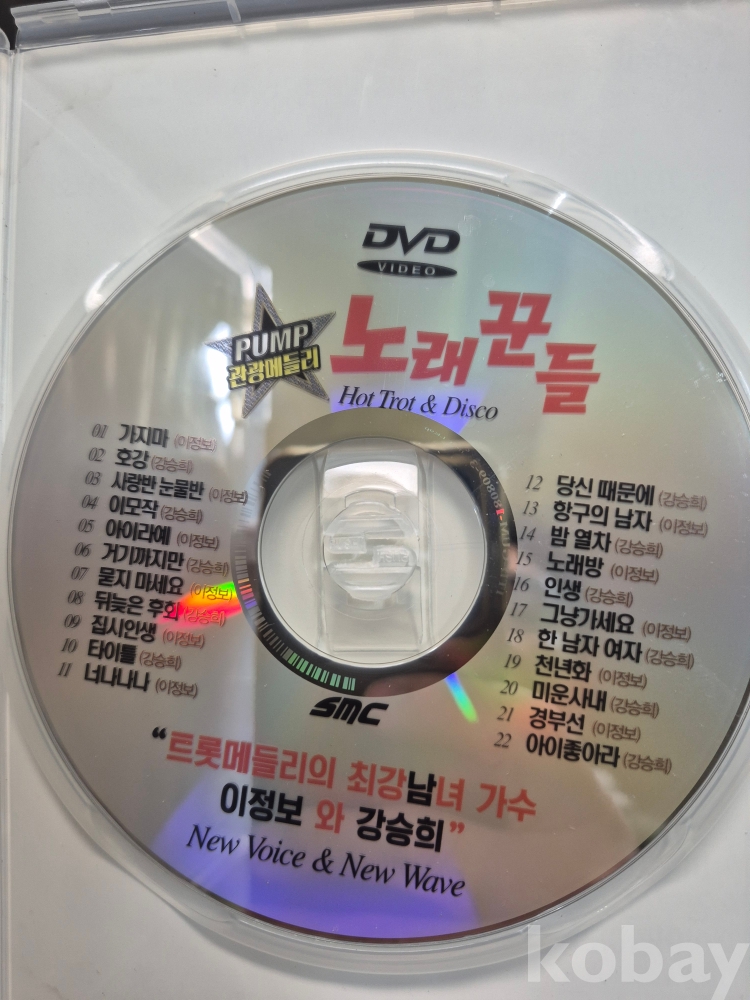 DVD
VIDEO
PUMP
관광메들리
노래꾼들
Hot Trot & Disco
01 가지마 (이정보)
02 호강 (강승희)
03 사랑반 눈물반 (이정보)
04 이모작 (강승희)
05 아이라예 (이정보)
06 거기까지만 (강승희)
07 묻지 마세요 (이정보)
08 뒤늦은 후회 (강승희)
09 집시인생 (이정보)
10 타이틀 (강승희)
11 너나나나 (이정보)
12 당신 때문에 (강승희)
13 항구의 남자 (이정보)
14 밤 열차 (강승희)
15 노래방 (이정보)
16 인생 (강승희)
17 그냥가세요 (이정보)
18 한 남자 여자 (강승희)
19 천년화 (이정보)
20 미운사내 (강승희)
21 경부선 (이정보)
22 아이좋아라 (강승희)
SMC
“트롯메들리의 최강남녀 가수
이정보 와 강승희”
New Voice & New Wave
kobay